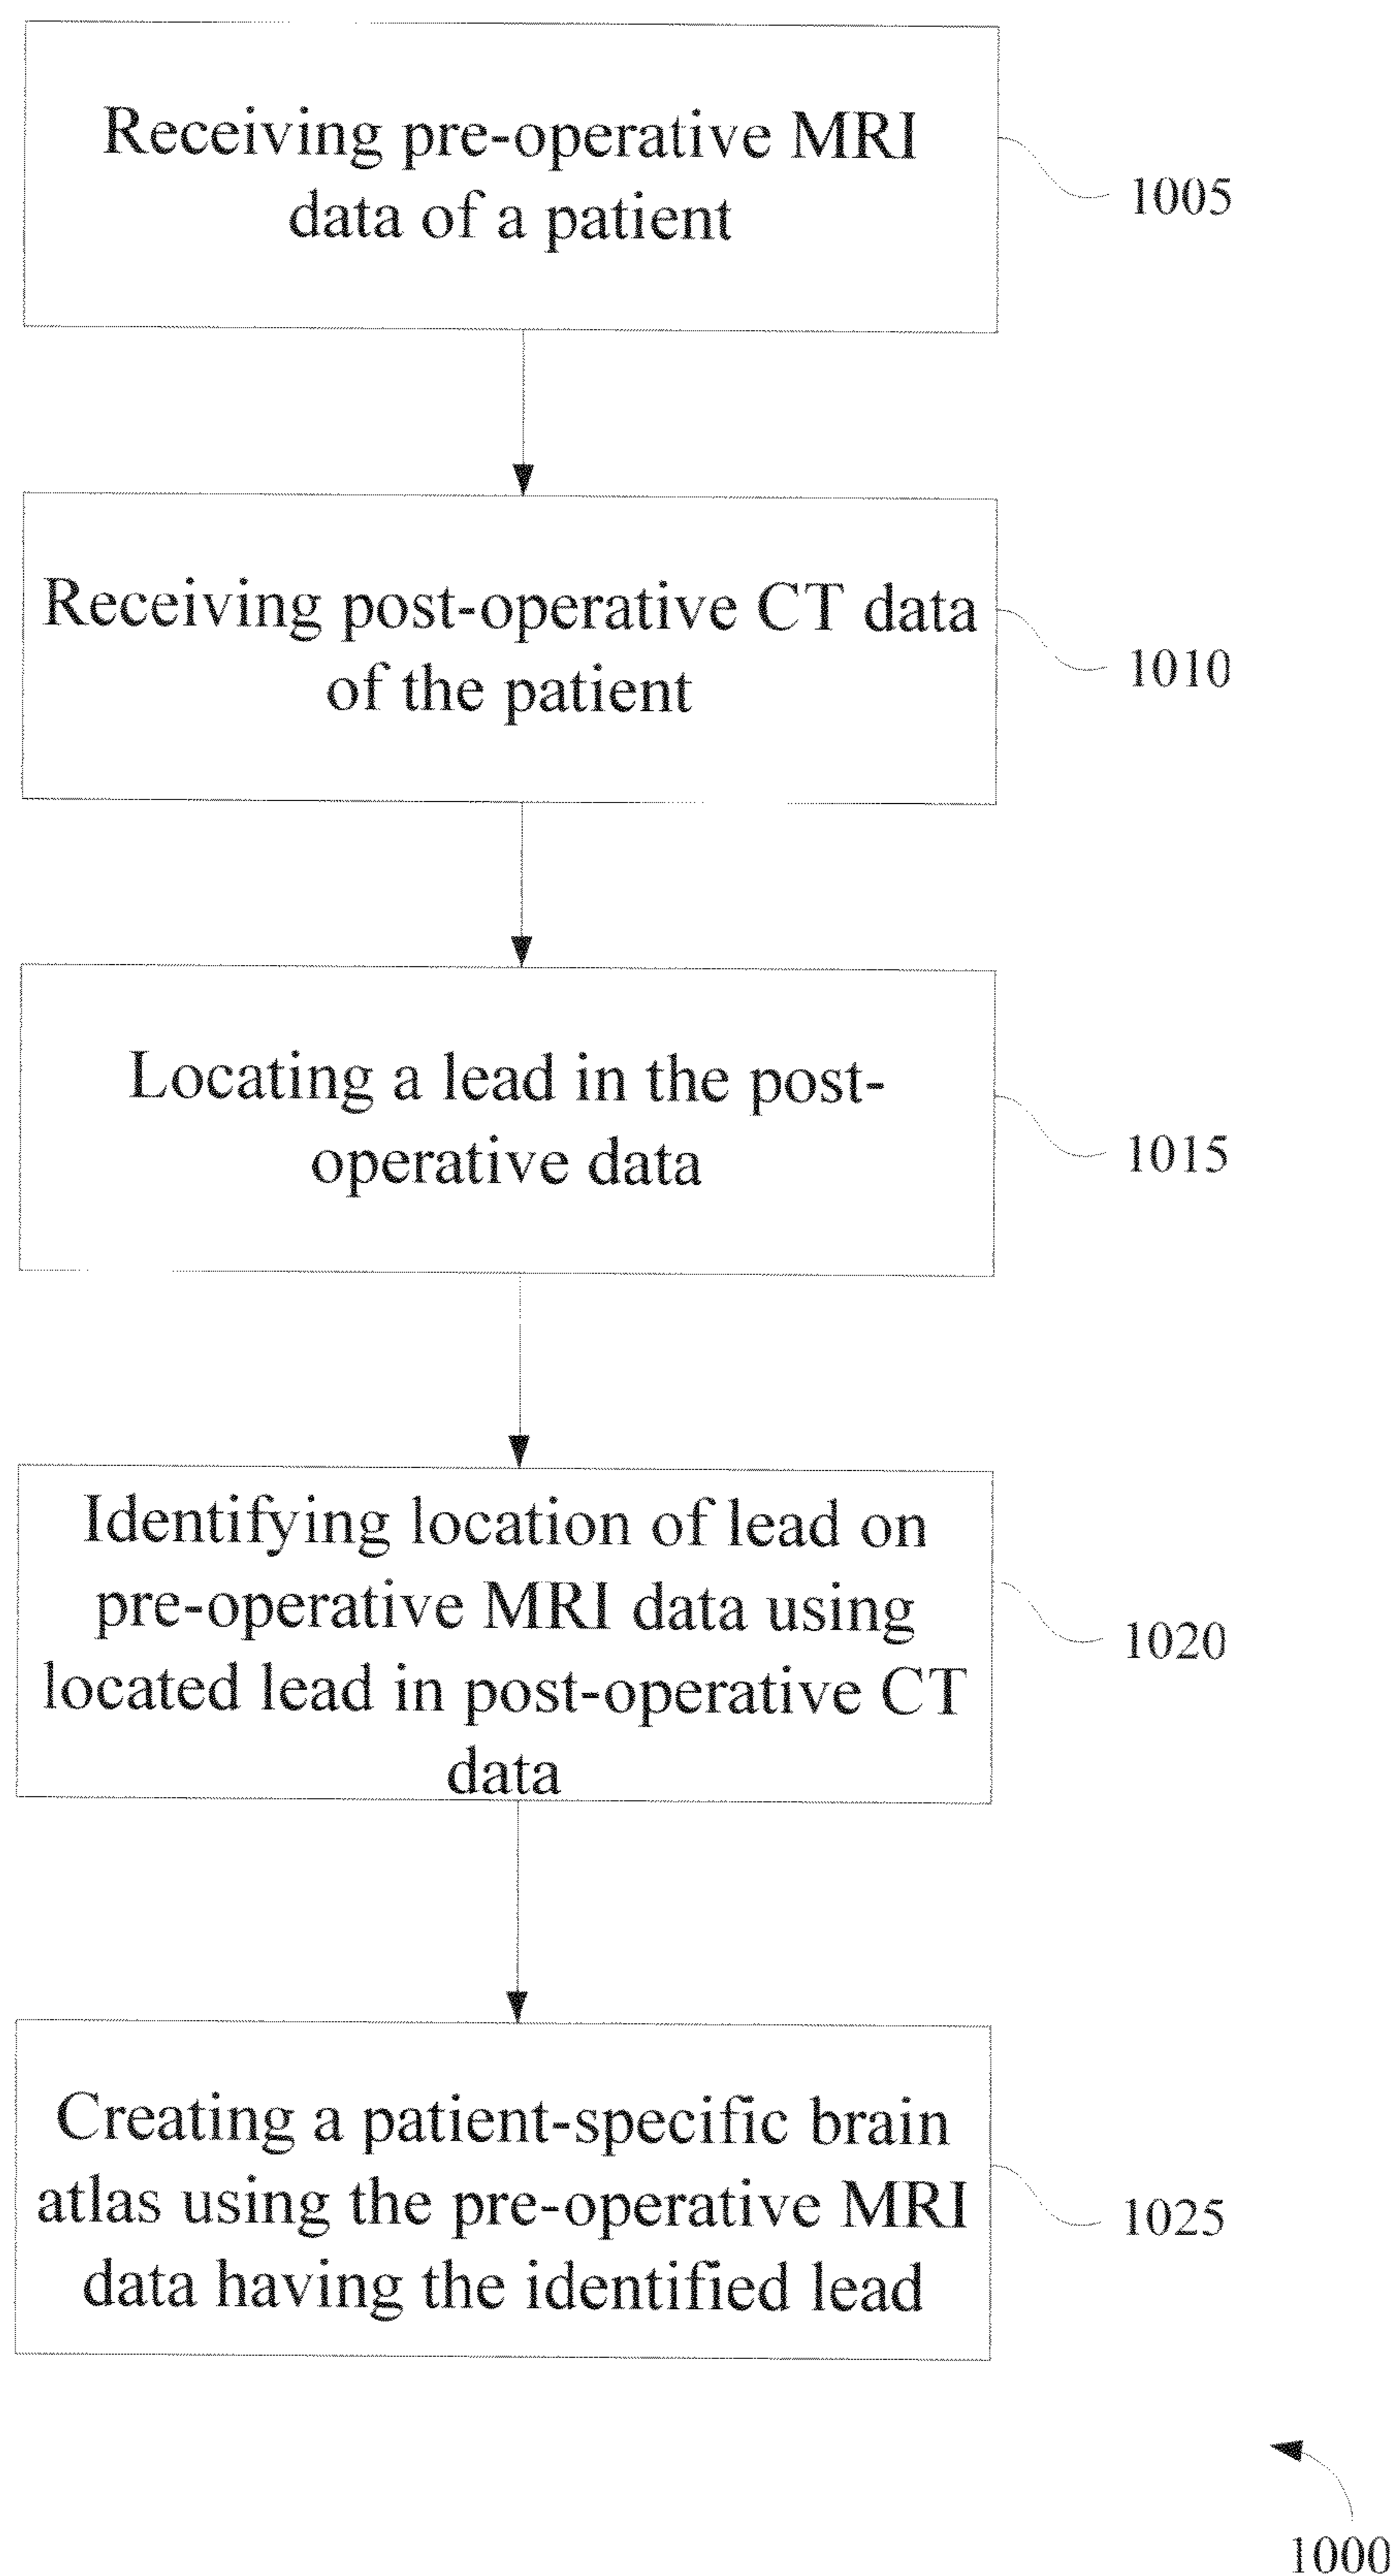 Receiving pre-operative MRI
data of a patient
1005
Receiving post-operative CT data
of the patient
1010
Locating a lead in the post-
operative data
1015
Identifying location of lead on
pre-operative MRI data using
located lead in post-operative CT
data
1020
Creating a patient-specific brain
atlas using the pre-operative MRI
data having the identified lead
1025
1000